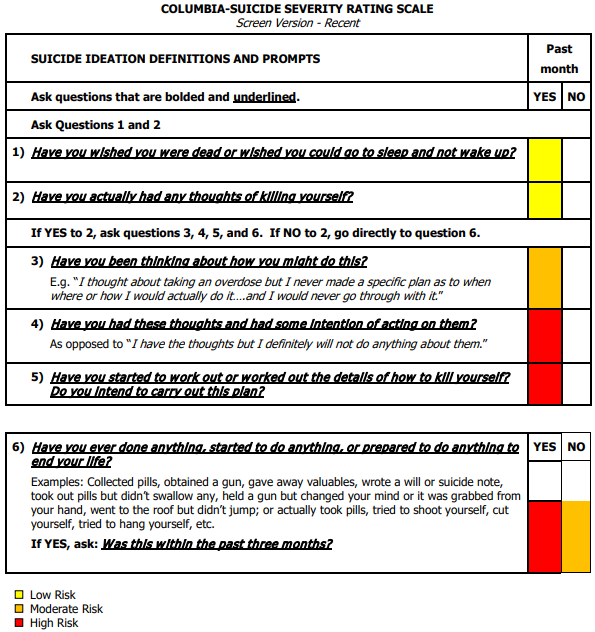 COLUMBIA-SUICIDE SEVERITY RATING SCALE
Screen Version - Recent
SUICIDE IDEATION DEFINITIONS AND PROMPTS
Past
month
Ask questions that are bolded and underlined.
YES NO
Ask Questions 1 and 2
1) Have you wished you were dead or wished you could go to sleep and not wake up?
2) Have you actually had any thoughts of killing yourself?
If YES to 2, ask questions 3, 4, 5, and 6. If NO to 2, go directly to question 6.
3) Have you been thinking about how you might do this?
E.g. "I thought about taking an overdose but I never made a specific plan as to when
where or how I would actually do it....and I would never go through with it."
4) Have you had these thoughts and had some intention of acting on them?
As opposed to "I have the thoughts but I definitely will not do anything about them."
5) Have you started to work out or worked out the details of how to kill yourself?
Do you intend to carry out this plan?
6) Have you ever done anything, started to do anything, or prepared to do anything to
end your life?
YES NO
Examples: Collected pills, obtained a gun, gave away valuables, wrote a will or suicide note,
took out pills but didn't swallow any, held a gun but changed your mind or it was grabbed from
your hand, went to the roof but didn't jump; or actually took pills, tried to shoot yourself, cut
yourself, tried to hang yourself, etc.
If YES, ask: Was this within the past three months?
Low Risk
Moderate Risk
High Risk